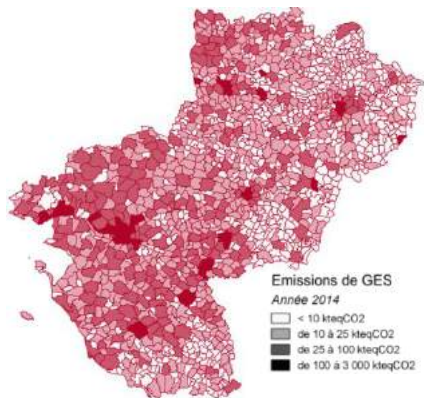 Emissions de GES
Année 2014
< 10 kteqCO2
de 10 à 25 kteqCO2
de 25 à 100 kteqCO2
de 100 à 3 000 kteqCO2